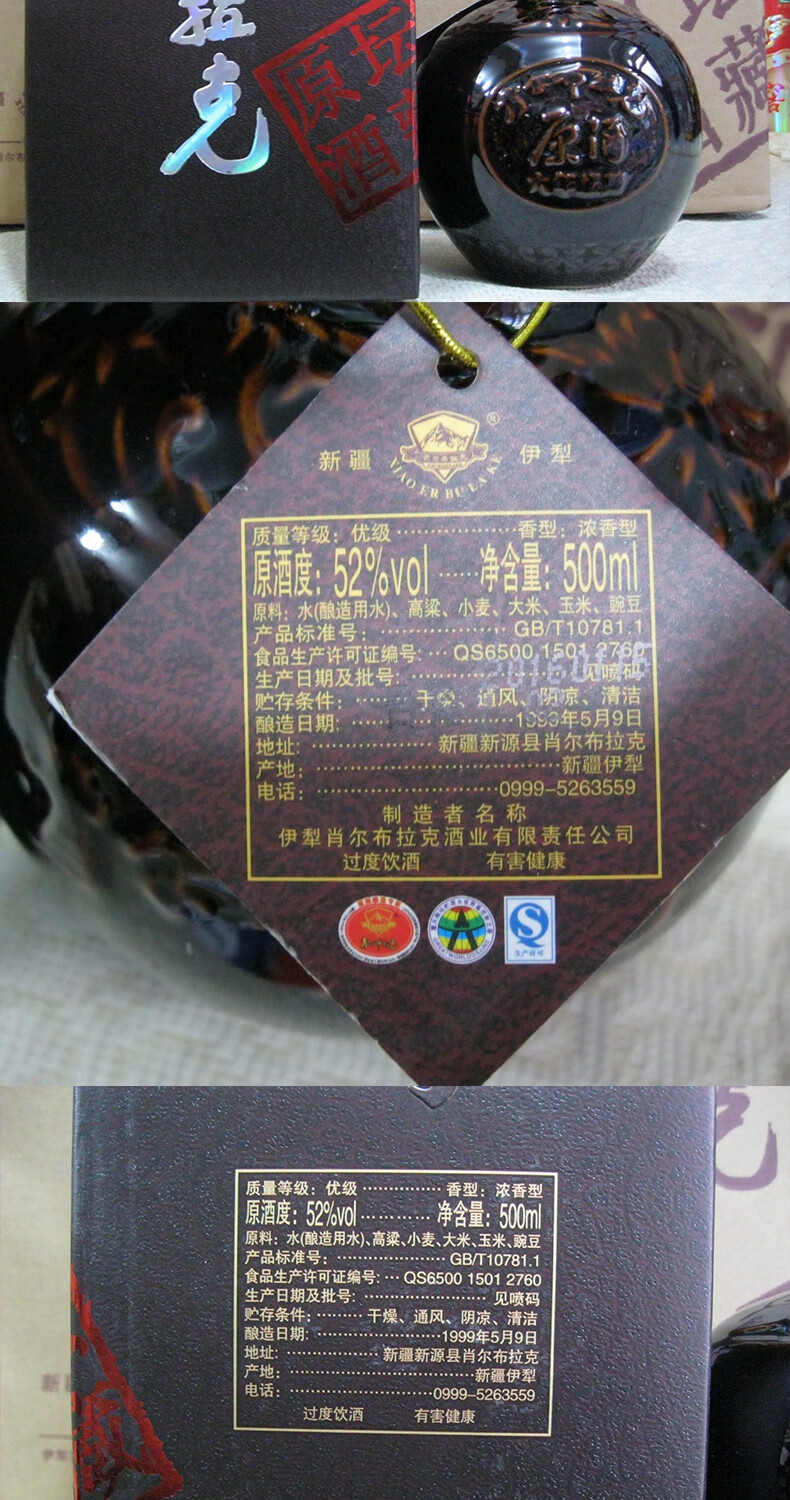 拉
克
原坛
酒藏
原酒
藏
新疆 伊犁
XIAO ER BU LA KE
质量等级：优级··················香型：浓香型
原酒度：52%vol······净含量：500ml
原料：水(酿造用水)、高粱、小麦、大米、玉米、豌豆
产品标准号：··················GB/T10781.1
食品生产许可证编号:···QS6500 1501 2760
生产日期及批号:··················见喷码
贮存条件：·········干燥、通风、阴凉、清洁
酿造日期:··················年5月9日
地址:··················新疆新源县肖尔布拉克
产地:··················新疆伊犁
电话：··················0999-5263559
制造者名称
伊犁肖尔布拉克酒业有限责任公司
过度饮酒 有害健康
生产许可
质量等级：优级···············香型：浓香型
原酒度：52%vol············净含量：500ml
原料：水(酿造用水)、高粱、小麦、大米、玉米、豌豆
产品标准号：··················GB/T10781.1
食品生产许可证编号:···QS6500 1501 2760
生产日期及批号:··················见喷码
贮存条件：·········干燥、通风、阴凉、清洁
酿造日期:··················1999年5月9日
地址:··················新疆新源县肖尔布拉克
产地:··················新疆伊犁
电话：··················0999-5263559
过度饮酒 有害健康